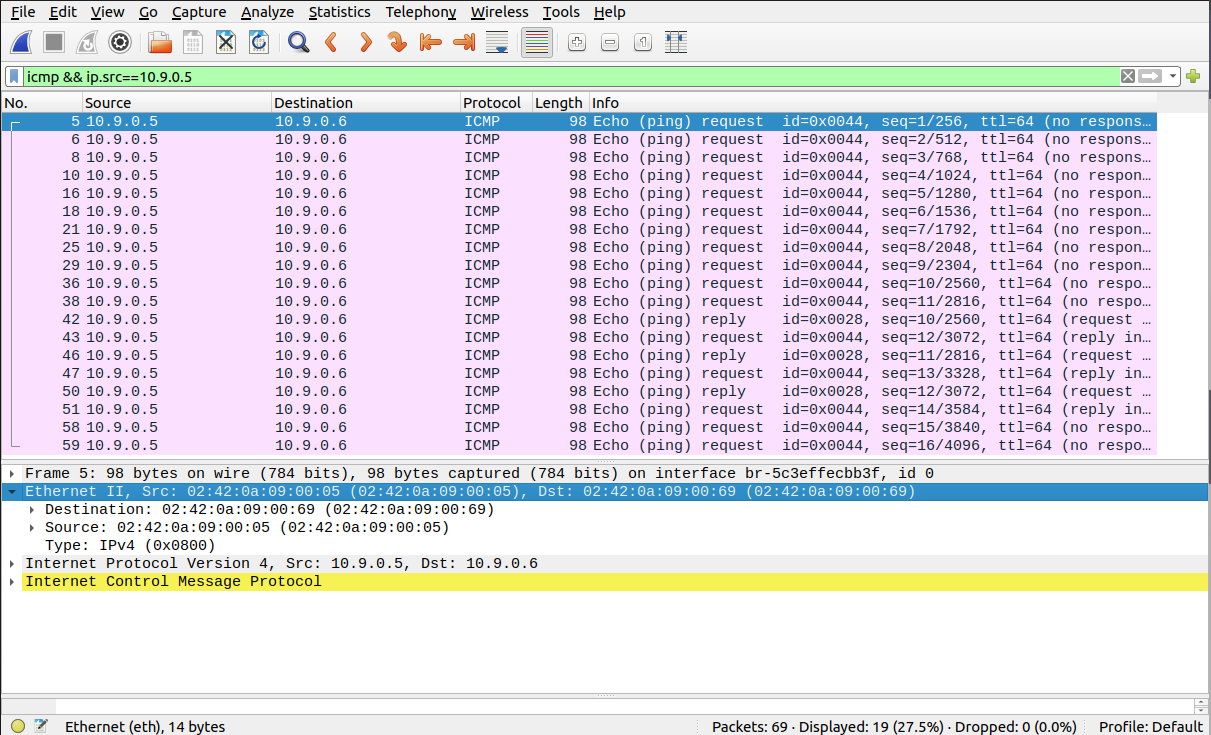 File Edit View Go Capture Analyze Statistics Telephony Wireless Tools Help
icmp && ip.src==10.9.0.5
No. Source Destination Protocol Length Info
5 10.9.0.5 10.9.0.6 ICMP 98 Echo (ping) request id=0x0044, seq=1/256, ttl=64 (no respons…
6 10.9.0.5 10.9.0.6 ICMP 98 Echo (ping) request id=0x0044, seq=2/512, ttl=64 (no respons…
8 10.9.0.5 10.9.0.6 ICMP 98 Echo (ping) request id=0x0044, seq=3/768, ttl=64 (no respons…
10 10.9.0.5 10.9.0.6 ICMP 98 Echo (ping) request id=0x0044, seq=4/1024, ttl=64 (no respon…
16 10.9.0.5 10.9.0.6 ICMP 98 Echo (ping) request id=0x0044, seq=5/1280, ttl=64 (no respon…
18 10.9.0.5 10.9.0.6 ICMP 98 Echo (ping) request id=0x0044, seq=6/1536, ttl=64 (no respon…
21 10.9.0.5 10.9.0.6 ICMP 98 Echo (ping) request id=0x0044, seq=7/1792, ttl=64 (no respon…
25 10.9.0.5 10.9.0.6 ICMP 98 Echo (ping) request id=0x0044, seq=8/2048, ttl=64 (no respon…
29 10.9.0.5 10.9.0.6 ICMP 98 Echo (ping) request id=0x0044, seq=9/2304, ttl=64 (no respon…
36 10.9.0.5 10.9.0.6 ICMP 98 Echo (ping) request id=0x0044, seq=10/2560, ttl=64 (no respo…
38 10.9.0.5 10.9.0.6 ICMP 98 Echo (ping) request id=0x0044, seq=11/2816, ttl=64 (no respo…
42 10.9.0.5 10.9.0.6 ICMP 98 Echo (ping) reply id=0x0028, seq=10/2560, ttl=64 (request …
43 10.9.0.5 10.9.0.6 ICMP 98 Echo (ping) request id=0x0044, seq=12/3072, ttl=64 (reply in…
46 10.9.0.5 10.9.0.6 ICMP 98 Echo (ping) reply id=0x0028, seq=11/2816, ttl=64 (request …
47 10.9.0.5 10.9.0.6 ICMP 98 Echo (ping) request id=0x0044, seq=13/3328, ttl=64 (reply in…
50 10.9.0.5 10.9.0.6 ICMP 98 Echo (ping) reply id=0x0028, seq=12/3072, ttl=64 (request …
51 10.9.0.5 10.9.0.6 ICMP 98 Echo (ping) request id=0x0044, seq=14/3584, ttl=64 (reply in…
58 10.9.0.5 10.9.0.6 ICMP 98 Echo (ping) request id=0x0044, seq=15/3840, ttl=64 (no respo…
59 10.9.0.5 10.9.0.6 ICMP 98 Echo (ping) request id=0x0044, seq=16/4096, ttl=64 (no respo…
Frame 5: 98 bytes on wire (784 bits), 98 bytes captured (784 bits) on interface br-5c3effecbb3f, id 0
Ethernet II, Src: 02:42:0a:09:00:05 (02:42:0a:09:00:05), Dst: 02:42:0a:09:00:69 (02:42:0a:09:00:69)
Destination: 02:42:0a:09:00:69 (02:42:0a:09:00:69)
Source: 02:42:0a:09:00:05 (02:42:0a:09:00:05)
Type: IPv4 (0x0800)
Internet Protocol Version 4, Src: 10.9.0.5, Dst: 10.9.0.6
Internet Control Message Protocol
Ethernet (eth), 14 bytes Packets: 69 · Displayed: 19 (27.5%) · Dropped: 0 (0.0%) Profile: Default